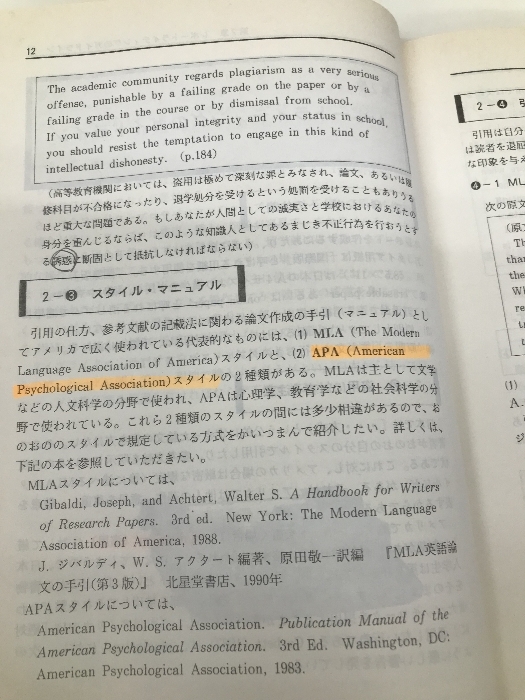 12
The academic community regards plagiarism as a very serious
offense, punishable by a failing grade on the paper or by a
failing grade in the course or by dismissal from school.
If you value your personal integrity and your status in school,
you should resist the temptation to engage in this kind of
intellectual dishonesty. (p.184)
(高等教育機関においては、盗用は極めて深刻な罪とみなされ、論文、あるいは履
修科目が不合格になったり、退学処分を受けるという処罰を受けることもありうる
ほど重大な問題である。もしあなたが人間としての誠実さと学校におけるあなたの
身分を重んじるならば、このような知識人としてあるまじき不正行為を行おうとす
る誘惑に断固として抵抗しなければならない)
2-❸ スタイル・マニュアル
引用の仕方、参考文献の記載法に関わる論文作成の手引(マニュアル)とし
てアメリカで広く使われている代表的なものには、(1) MLA (The Modern
Language Association of America)スタイルと、(2) APA (American
Psychological Association)スタイルの2種類がある。MLAは主として文学
などの人文科学の分野で使われ、APAは心理学、教育学などの社会科学の分
野で使われている。これら2種類のスタイルの間には多少相違があるので、お
のおののスタイルで規定している方式をかいつまんで紹介したい。詳しくは、
下記の本を参照していただきたい。
MLAスタイルについては、
Gibaldi, Joseph, and Achtert, Walter S. A Handbook for Writers
of Research Papers. 3rd ed. New York: The Modern Language
Association of America, 1988.
J. ジバルディ、W. S. アクタート編著、原田敬一訳編 『MLA英語論
文の手引(第3版)』 北星堂書店、1990年
APAスタイルについては、
American Psychological Association. Publication Manual of the
American Psychological Association. 3rd Ed. Washington, DC:
American Psychological Association, 1983.
2-❹
引用は自分
は読者を退屈
な印象を与え
❹-1 ML
次の原文
(原文
Th
than
the
Wh
re
(1)
A.